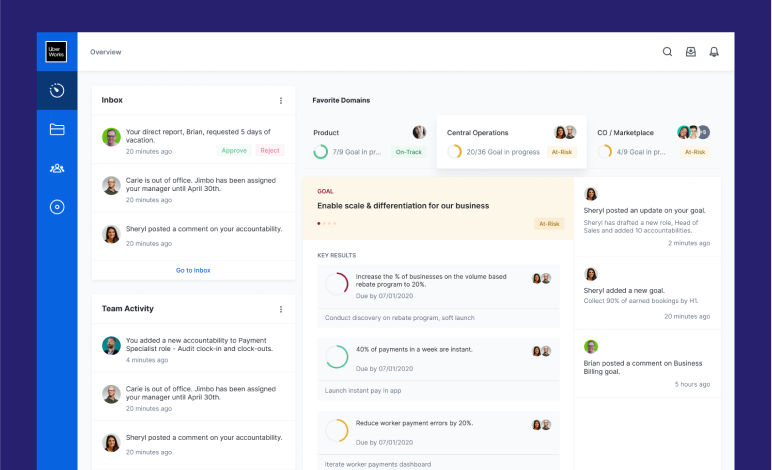 Uber
Works
Overview
Inbox
Your direct report, Brian, requested 5 days of
vacation.
20 minutes ago
Approve
Reject
Carie is out of office. Jimbo has been assigned
your manager until April 30th.
20 minutes ago
Sheryl posted a comment on your accountability.
20 minutes ago
Go to Inbox
Team Activity
You added a new accountability to Payment
Specialist role - Audit clock-in and clock-outs.
4 minutes ago
Carie is out of office. Jimbo has been assigned
your manager until April 30th.
20 minutes ago
Sheryl posted a comment on your accountability.
20 minutes ago
Favorite Domains
Product
7/9 Goal in pr...
On-Track
Central Operations
20/36 Goal in progress
At-Risk
CO / Marketplace
4/9 Goal in pr...
At-Risk
GOAL
Enable scale & differentiation for our business
At-Risk
KEY RESULTS
Increase the % of businesses on the volume based
rebate program to 20%.
Due by 07/01/2020
Conduct discovery on rebate program, soft launch
40% of payments in a week are instant.
Due by 07/01/2020
Launch instant pay in app
Reduce worker payment errors by 20%.
Due by 07/01/2020
Iterate worker payments dashboard
Sheryl posted an update on your goal.
Sheryl has drafted a new role, Head of
Sales and added 10 accountabilities.
2 minutes ago
Sheryl added a new goal.
Collect 90% of earned bookings by H1.
20 minutes ago
Brian posted a comment on Business
Billing goal.
5 hours ago